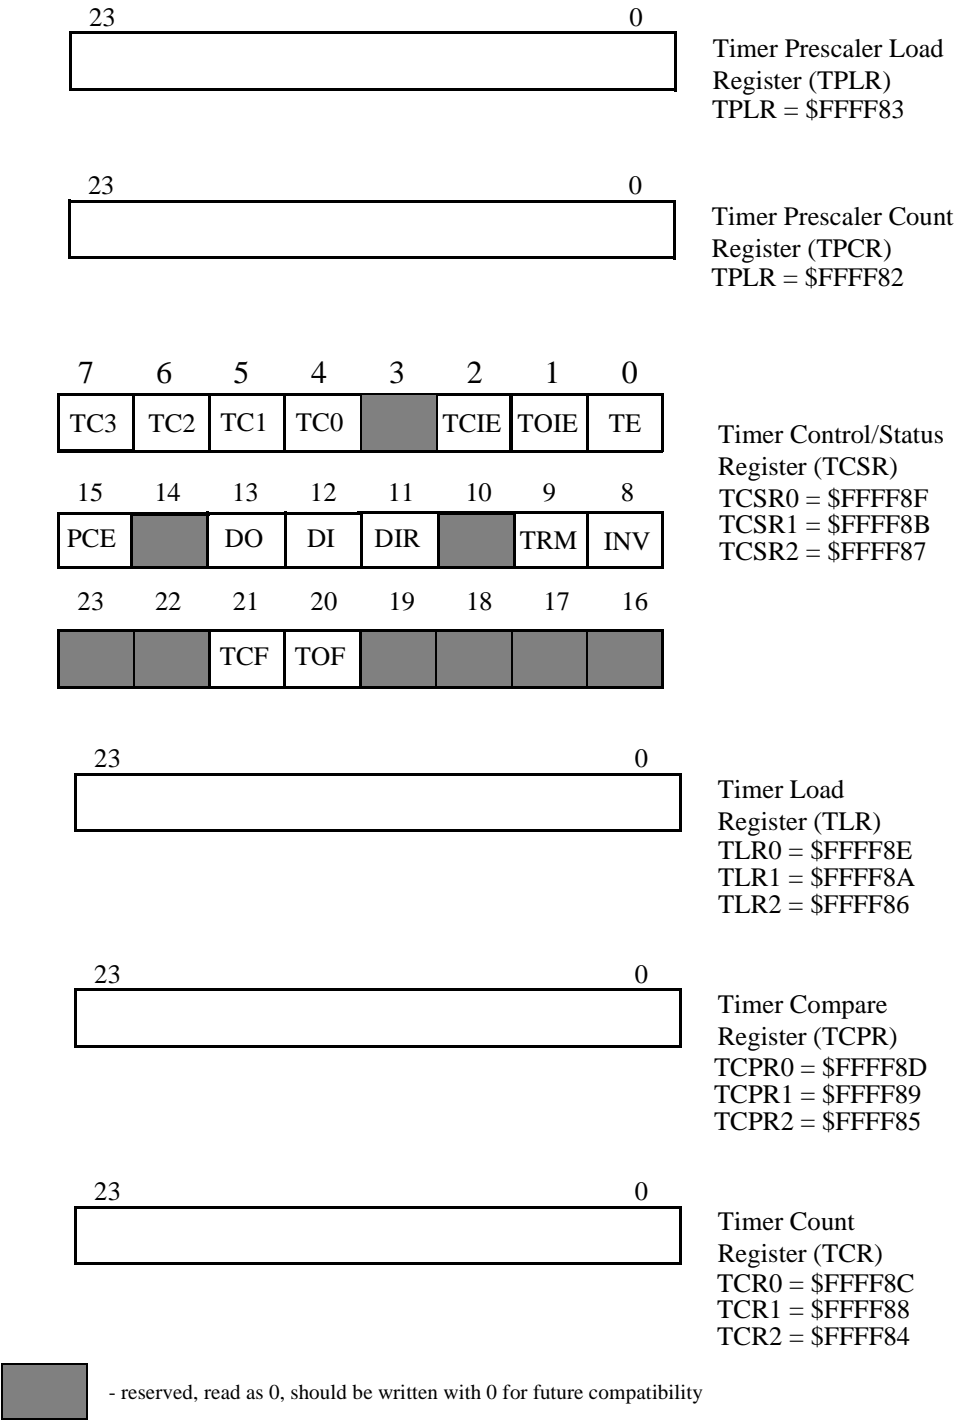 23 0
Timer Prescaler Load
Register (TPLR)
TPLR = $FFFF83
23 0
Timer Prescaler Count
Register (TPCR)
TPLR = $FFFF82
7 6 5 4 3 2 1 0
TC3 TC2 TC1 TC0 TCIE TOIE TE
Timer Control/Status
Register (TCSR)
TCSR0 = $FFFF8F
TCSR1 = $FFFF8B
TCSR2 = $FFFF87
15 14 13 12 11 10 9 8
PCE DO DI DIR TRM INV
23 22 21 20 19 18 17 16
TCF TOF
23 0
Timer Load
Register (TLR)
TLR0 = $FFFF8E
TLR1 = $FFFF8A
TLR2 = $FFFF86
23 0
Timer Compare
Register (TCPR)
TCPR0 = $FFFF8D
TCPR1 = $FFFF89
TCPR2 = $FFFF85
23 0
Timer Count
Register (TCR)
TCR0 = $FFFF8C
TCR1 = $FFFF88
TCR2 = $FFFF84
- reserved, read as 0, should be written with 0 for future compatibility